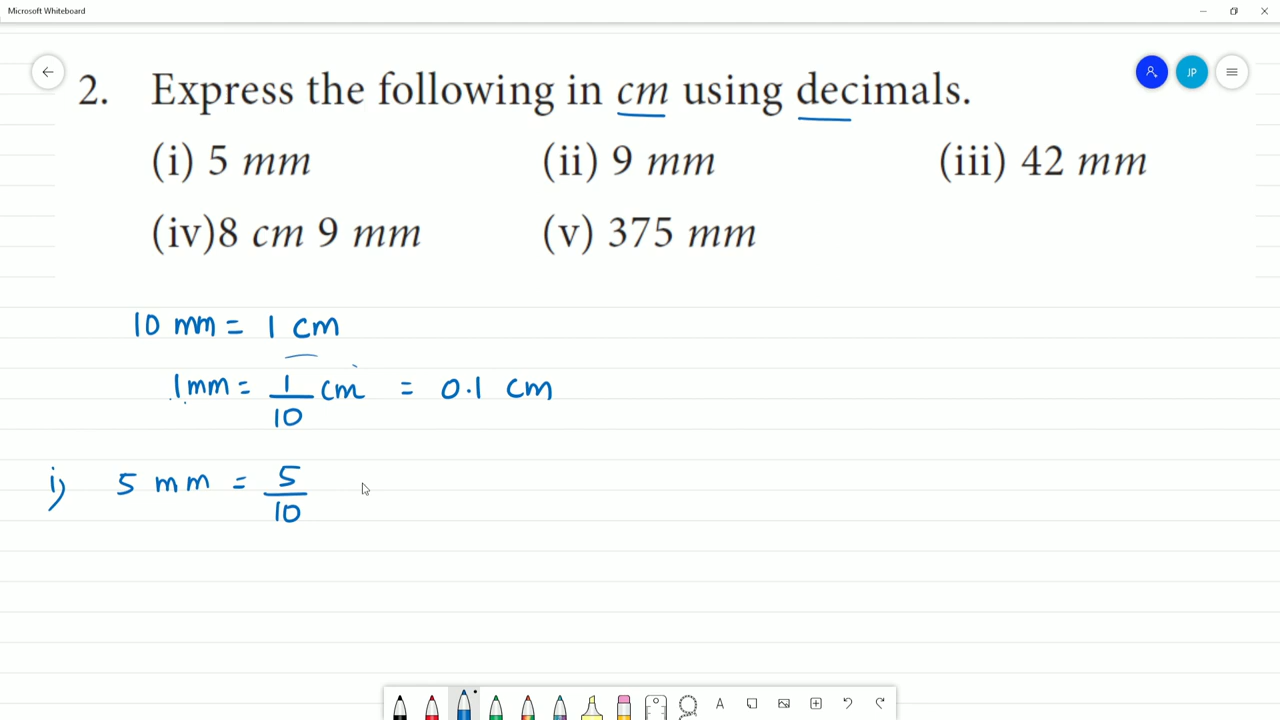 Microsoft Whiteboard
JP
2. Express the following in cm using decimals.
(i) 5 mm (ii) 9 mm (iii) 42 mm
(iv)8 cm 9 mm (v) 375 mm
10 mm = 1 cm
1mm = 1/10 cm = 0.1 cm
i) 5 mm = 5/10
A